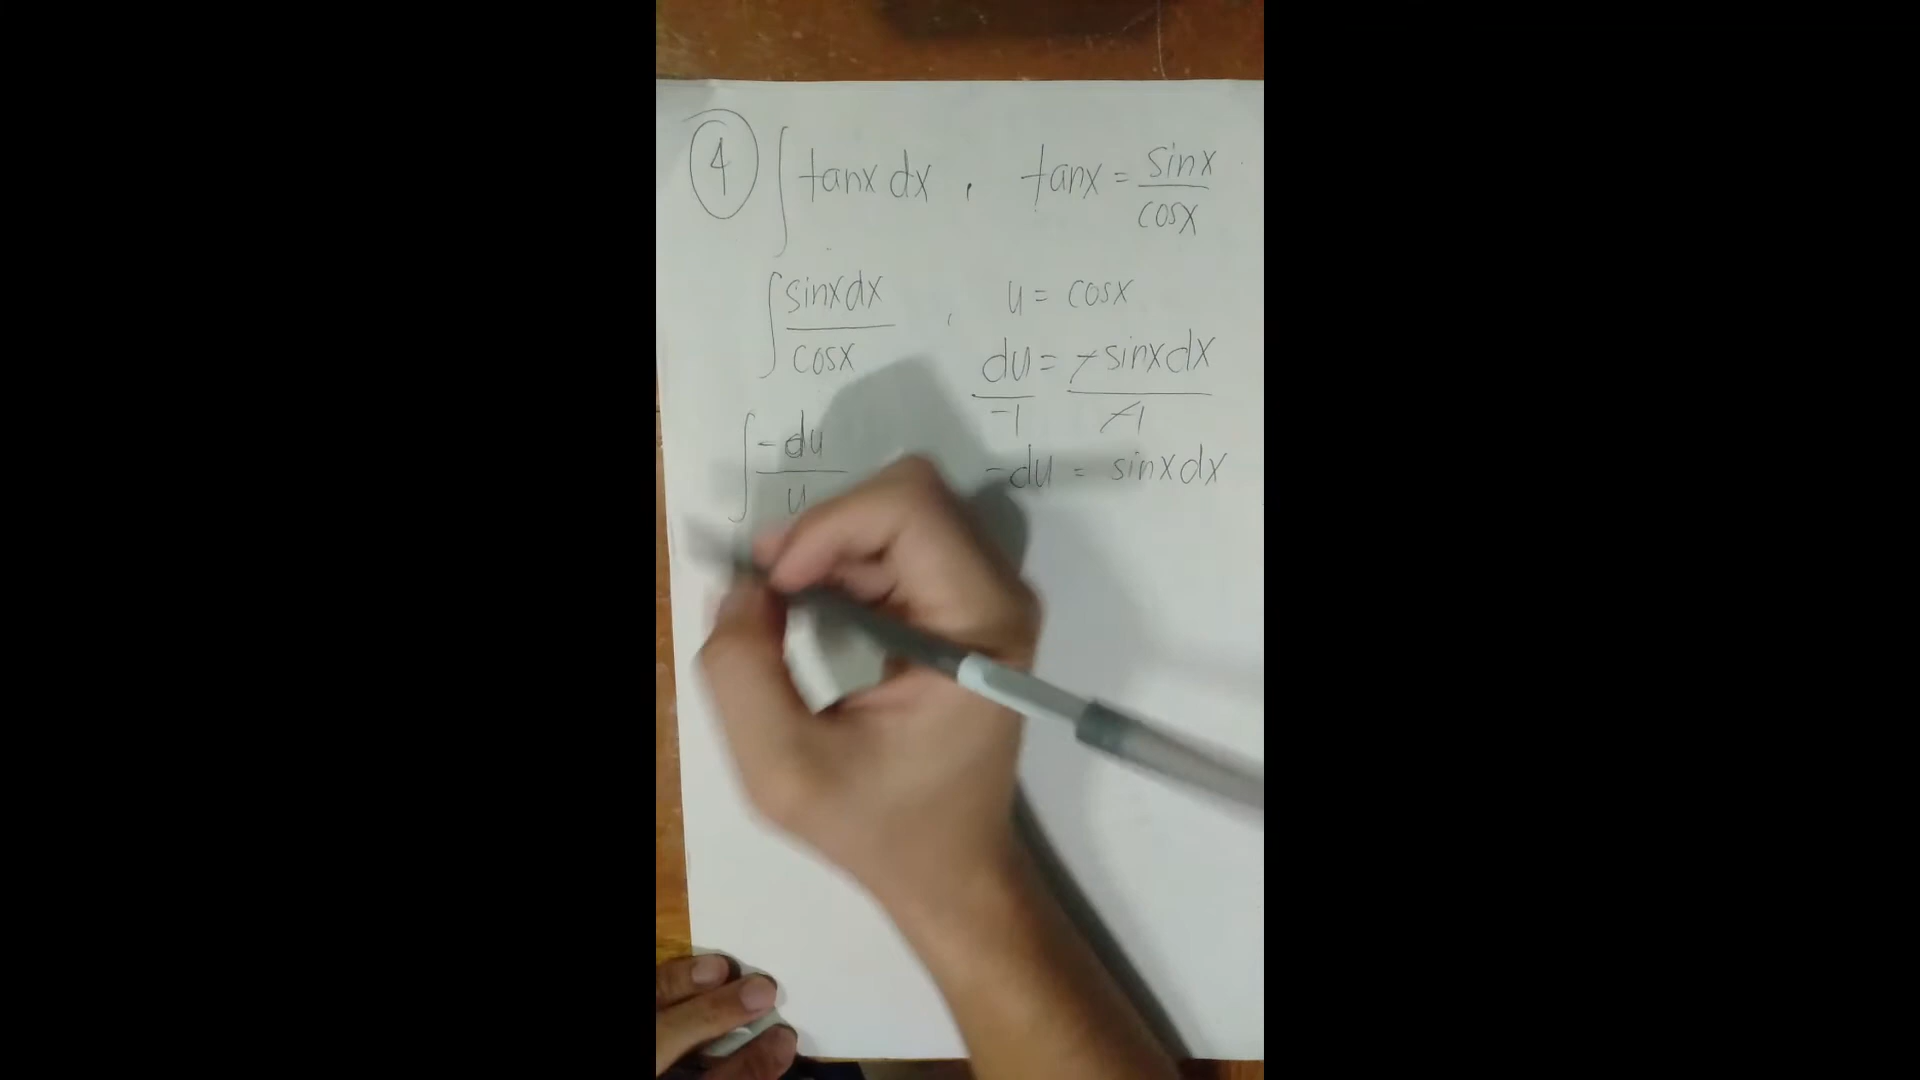 ④ ∫ tanx dx , tanx = sinx/cosx
∫ sinxdx/cosx , u = cosx
du/-1 = -sinxdx/-1
∫ -du/u -du = sinxdx